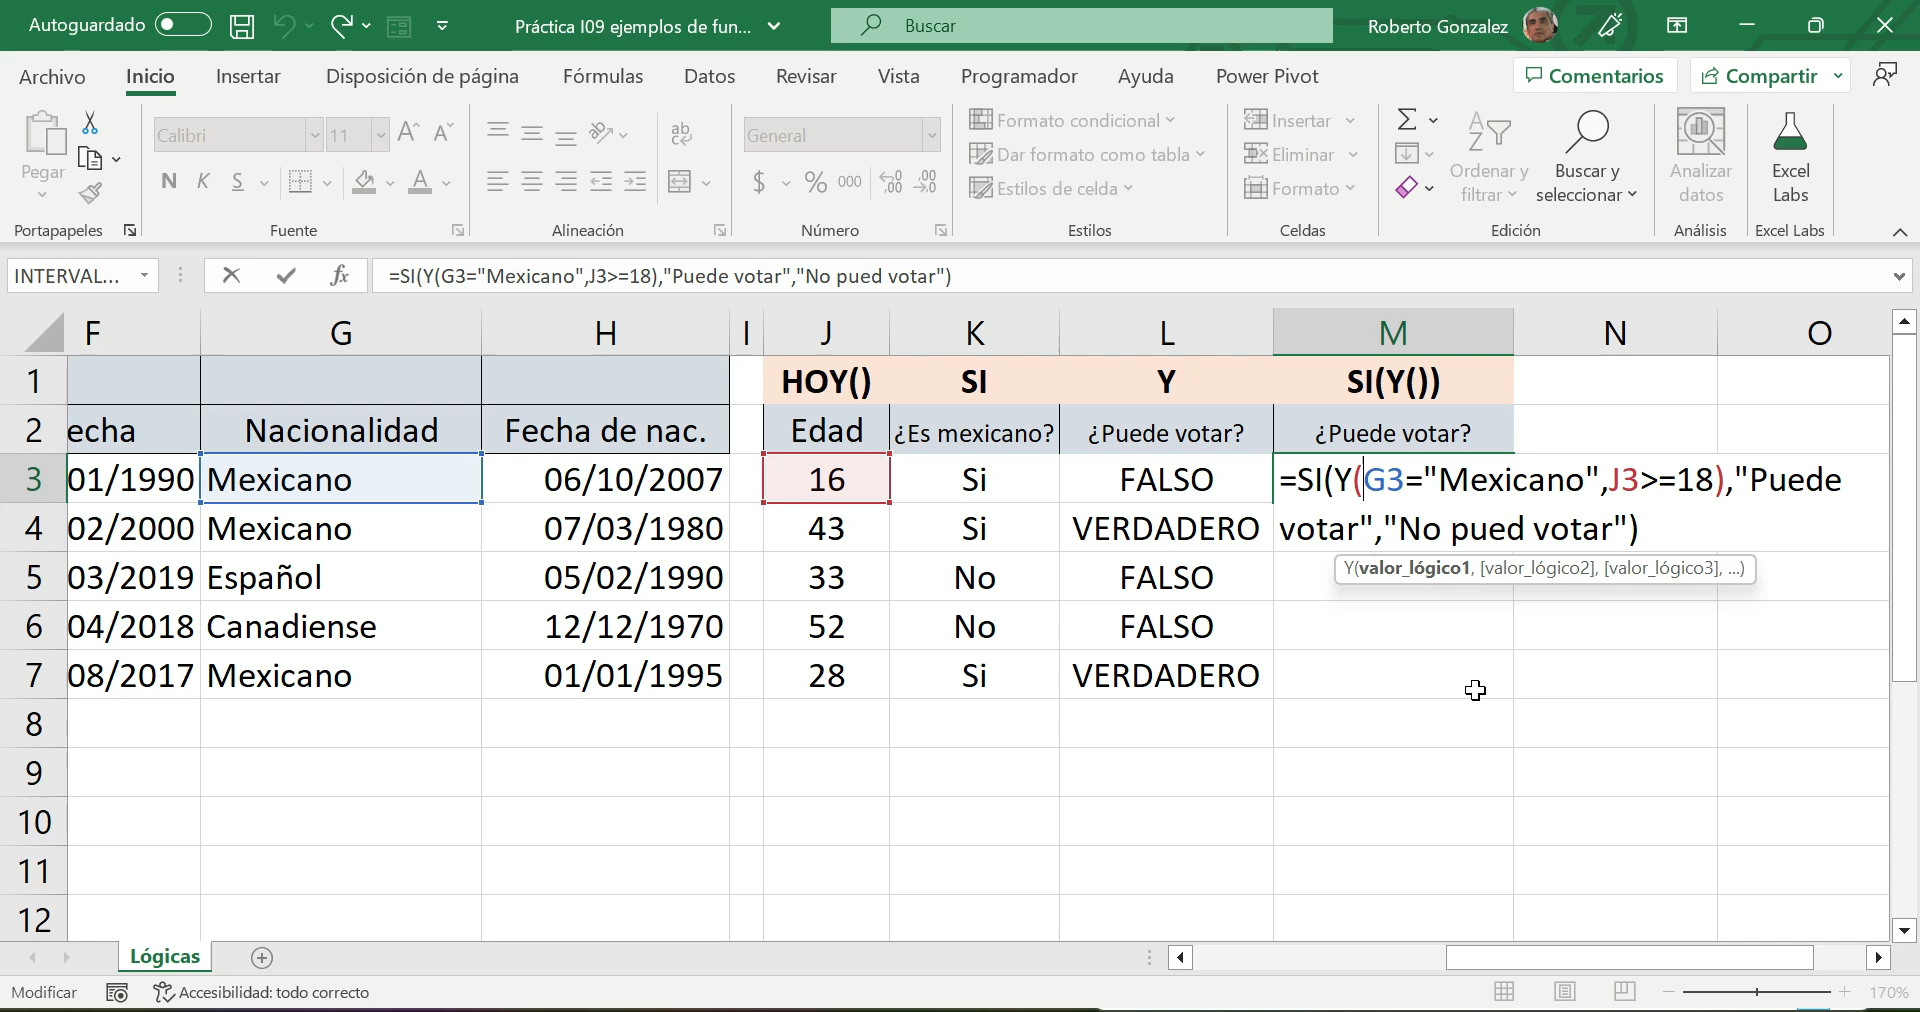 Autoguardado
Práctica I09 ejemplos de fun...
Buscar
Roberto Gonzalez
Archivo Inicio Insertar Disposición de página Fórmulas Datos Revisar Vista Programador Ayuda Power Pivot Comentarios Compartir
Pegar
Portapapeles
Calibri 11
N K S
Fuente
ab
Alineación
General
$ % 000
Número
Formato condicional
Dar formato como tabla
Estilos de celda
Estilos
Insertar
Eliminar
Formato
Celdas
Ordenar y filtrar
Buscar y seleccionar
Edición
Analizar datos
Análisis
Excel Labs
Excel Labs
INTERVAL... fx =SI(Y(G3="Mexicano",J3>=18),"Puede votar","No pued votar")
F G H I J K L M N O
1 HOY() SI Y SI(Y())
2 echa Nacionalidad Fecha de nac. Edad ¿Es mexicano? ¿Puede votar? ¿Puede votar?
3 01/1990 Mexicano 06/10/2007 16 Si FALSO =SI(Y(G3="Mexicano",J3>=18),"Puede
4 02/2000 Mexicano 07/03/1980 43 Si VERDADERO votar","No pued votar")
Y(valor_lógico1, [valor_lógico2], [valor_lógico3], ...)
5 03/2019 Español 05/02/1990 33 No FALSO
6 04/2018 Canadiense 12/12/1970 52 No FALSO
7 08/2017 Mexicano 01/01/1995 28 Si VERDADERO
8
9
10
11
12
Lógicas
Modificar Accesibilidad: todo correcto 170%